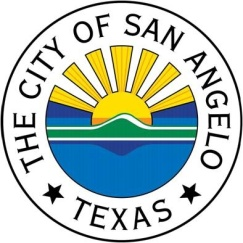 THE CITY OF SAN ANGELO
TEXAS